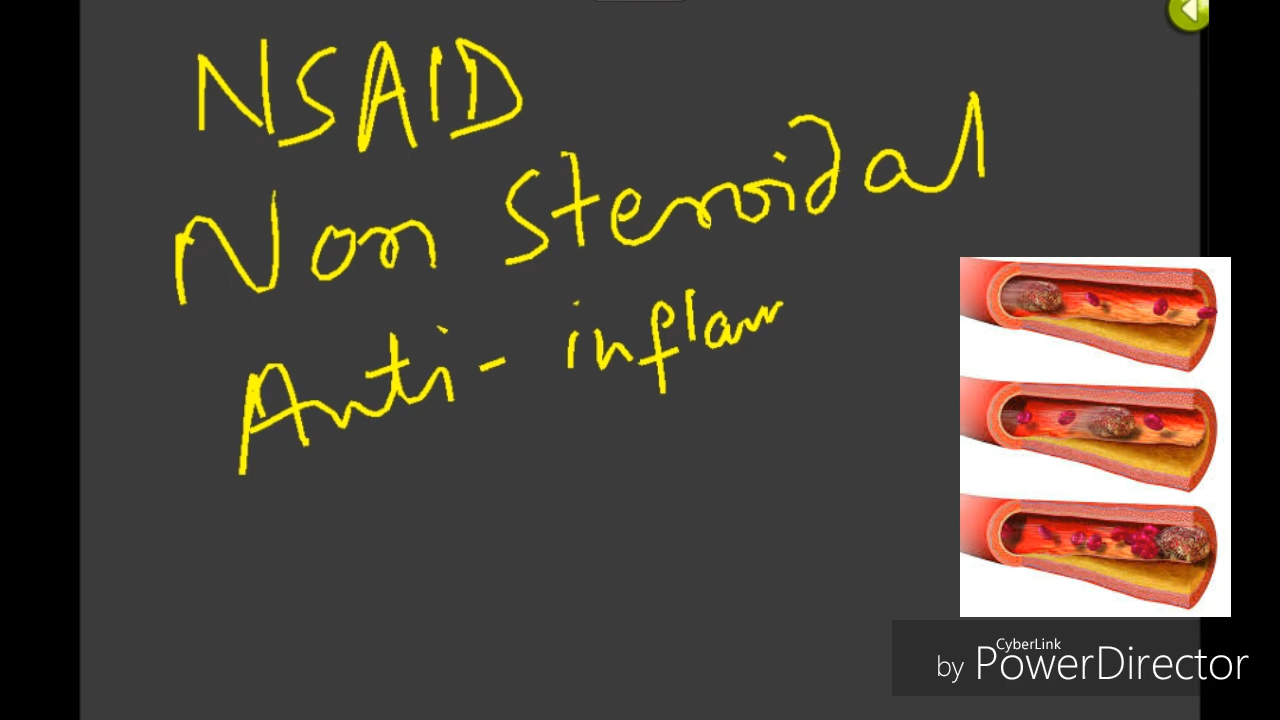 NSAID
Non Steroidal
Anti-inflam
CyberLink
by PowerDirector